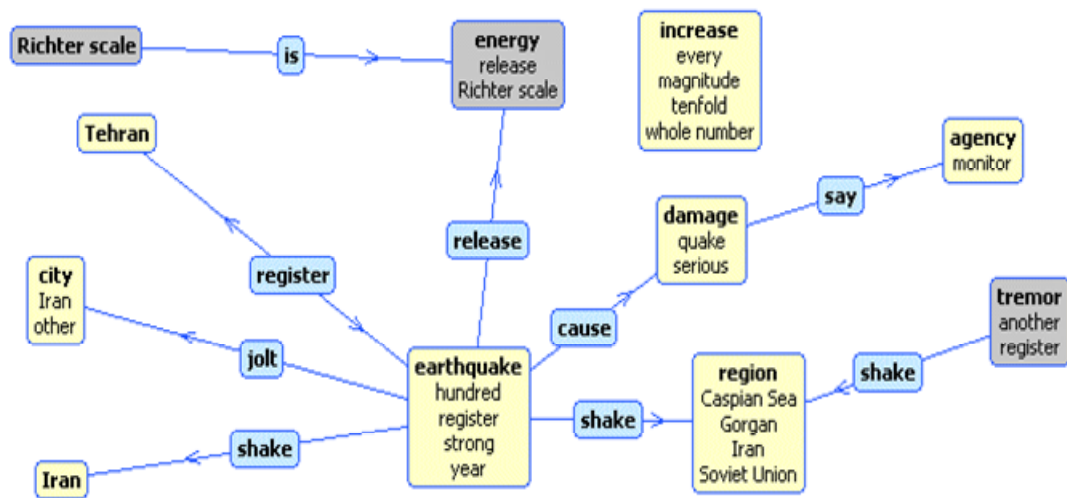 Richter scale
is
energy
release
Richter scale
increase
every
magnitude
tenfold
whole number
Tehran
agency
monitor
say
damage
quake
serious
release
register
city
Iran
other
tremor
another
register
cause
jolt
earthquake
hundred
register
strong
year
region
Caspian Sea
Gorgan
Iran
Soviet Union
shake
shake
shake
Iran